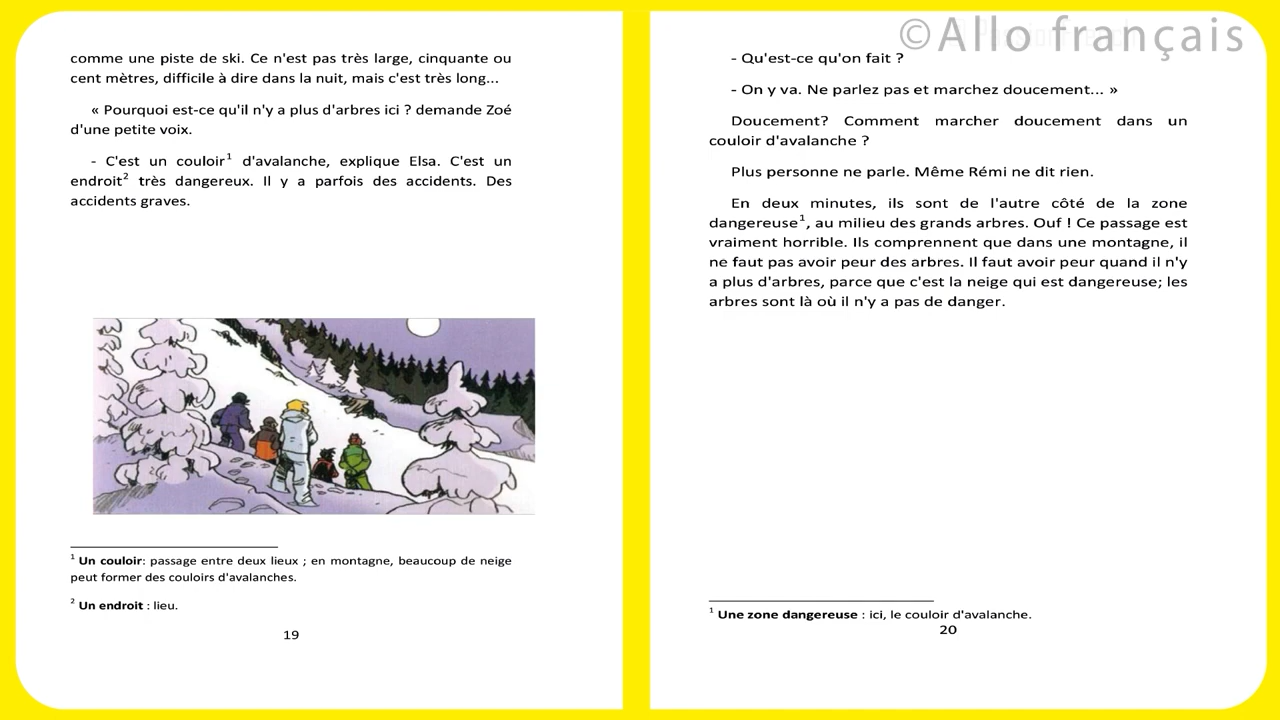 ©Allo français
comme une piste de ski. Ce n'est pas très large, cinquante ou
cent mètres, difficile à dire dans la nuit, mais c'est très long...
« Pourquoi est-ce qu'il n'y a plus d'arbres ici ? demande Zoé
d'une petite voix.
- C'est un couloir¹ d'avalanche, explique Elsa. C'est un
endroit² très dangereux. Il y a parfois des accidents. Des
accidents graves.
¹ Un couloir: passage entre deux lieux ; en montagne, beaucoup de neige
peut former des couloirs d'avalanches.
² Un endroit : lieu.
19
- Qu'est-ce qu'on fait ?
- On y va. Ne parlez pas et marchez doucement... »
Doucement? Comment marcher doucement dans un
couloir d'avalanche ?
Plus personne ne parle. Même Rémi ne dit rien.
En deux minutes, ils sont de l'autre côté de la zone
dangereuse¹, au milieu des grands arbres. Ouf ! Ce passage est
vraiment horrible. Ils comprennent que dans une montagne, il
ne faut pas avoir peur des arbres. Il faut avoir peur quand il n'y
a plus d'arbres, parce que c'est la neige qui est dangereuse; les
arbres sont là où il n'y a pas de danger.
¹ Une zone dangereuse : ici, le couloir d'avalanche.
20